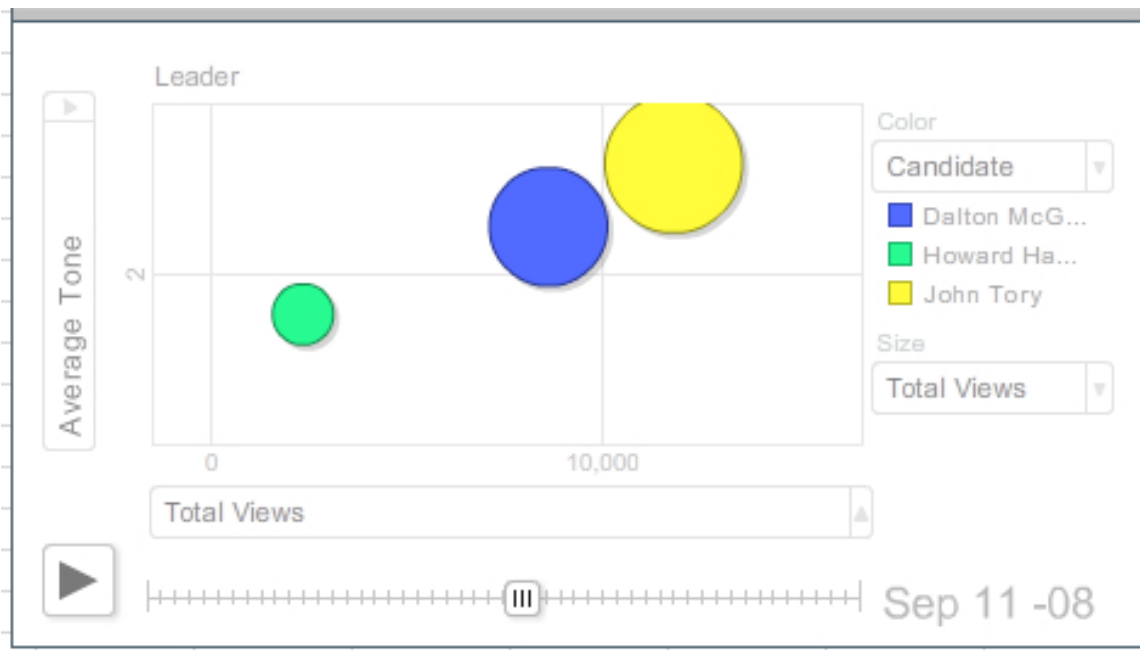 Leader
Average Tone
2
0
10,000
Total Views
Color
Candidate
Dalton McG...
Howard Ha...
John Tory
Size
Total Views
Sep 11 -08